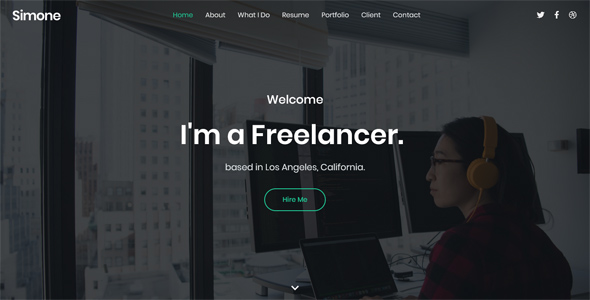 Simone
Home About What I Do Resume Portfolio Client Contact
Welcome
I'm a Freelancer.
based in Los Angeles, California.
Hire Me